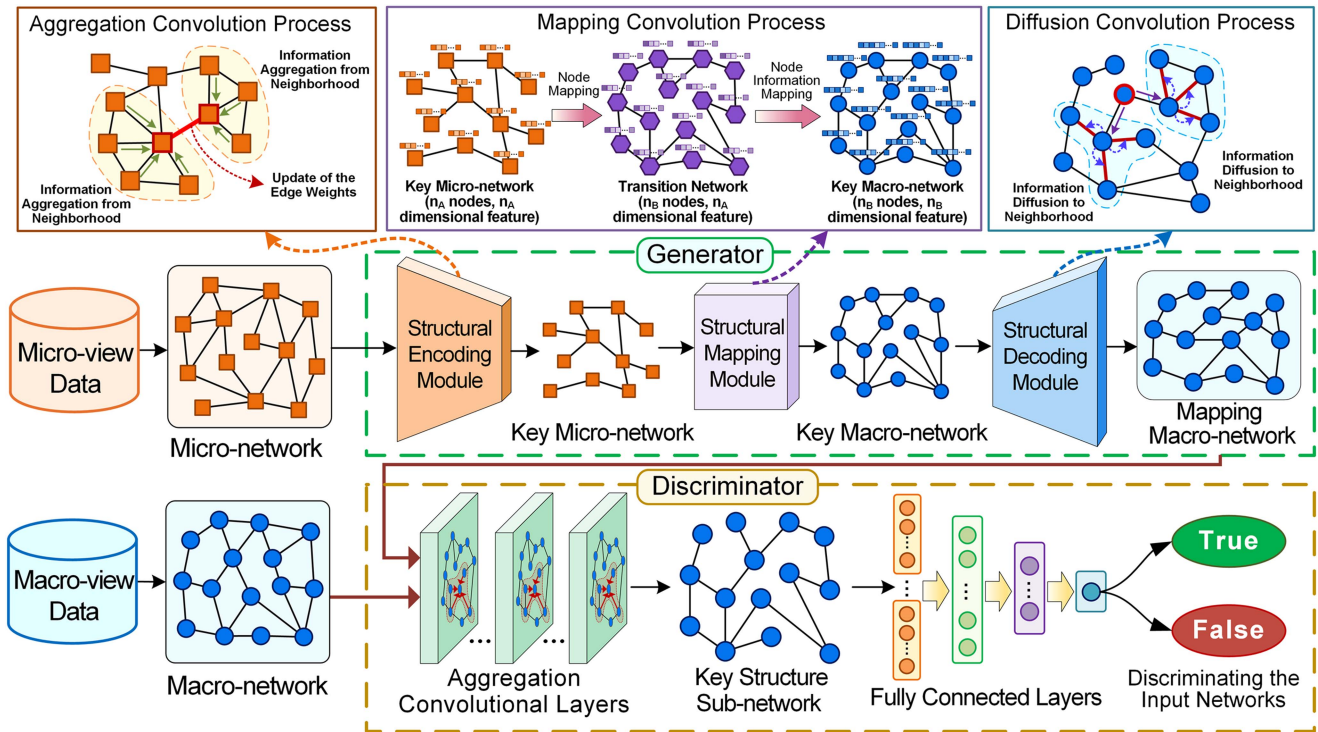 Aggregation Convolution Process
Information
Aggregation from
Neighborhood
Information
Aggregation from
Neighborhood
Update of the
Edge Weights
Mapping Convolution Process
Node
Mapping
Node
Information
Mapping
Key Micro-network
(nA nodes, nA
dimensional feature)
Transition Network
(nB nodes, nA
dimensional feature)
Key Macro-network
(nB nodes, nB
dimensional feature)
Diffusion Convolution Process
Information
Diffusion to
Neighborhood
Information
Diffusion to
Neighborhood
Generator
Micro-view
Data
Micro-network
Structural
Encoding
Module
Key Micro-network
Structural
Mapping
Module
Key Macro-network
Structural
Decoding
Module
Mapping
Macro-network
Discriminator
Macro-view
Data
Macro-network
Aggregation
Convolutional Layers
Key Structure
Sub-network
Fully Connected Layers
True
False
Discriminating the
Input Networks